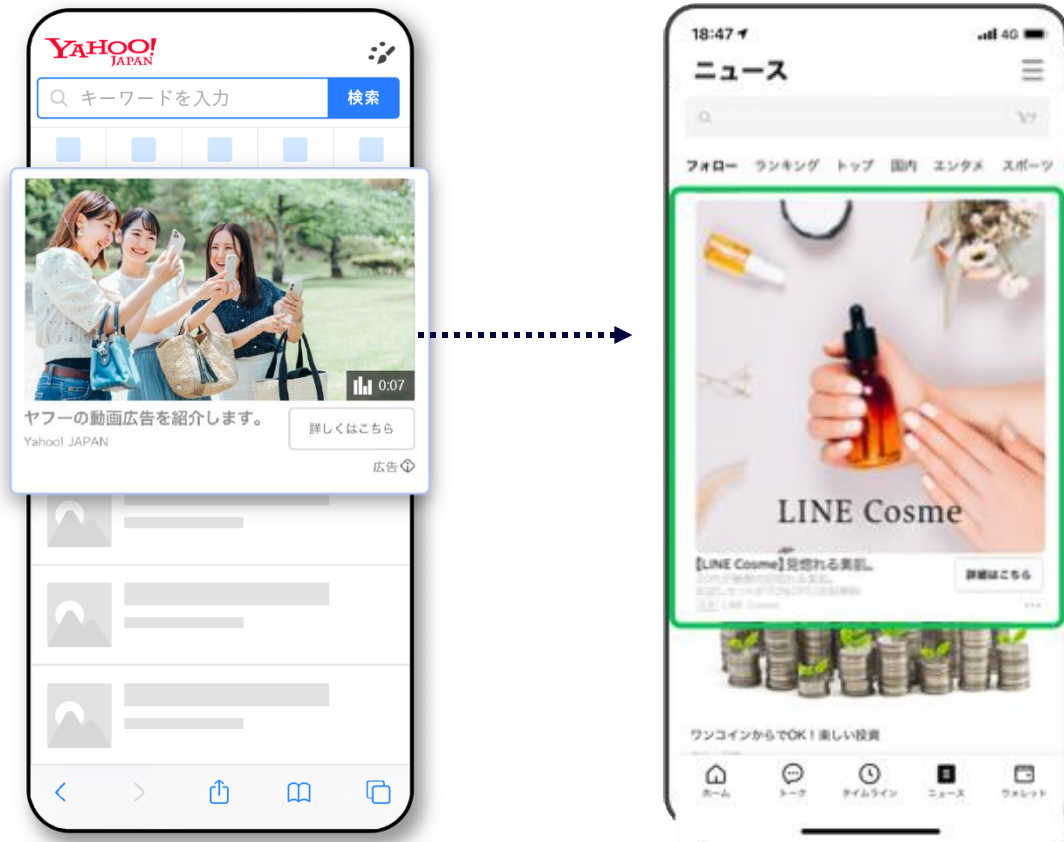 YAHOO!
JAPAN
キーワードを入力
検索
0:07
ヤフーの動画広告を紹介します。
Yahoo! JAPAN
詳しくはこちら
広告
18:47
4G
ニュース
フォロー ランキング トップ 国内 エンタメ スポーツ
LINE Cosme
【LINE Cosme】見惚れる素肌。
詳細はこちら
LINE Cosme
ワンコインからでOK！楽しい投資
ホーム トーク タイムライン ニュース ウォレット